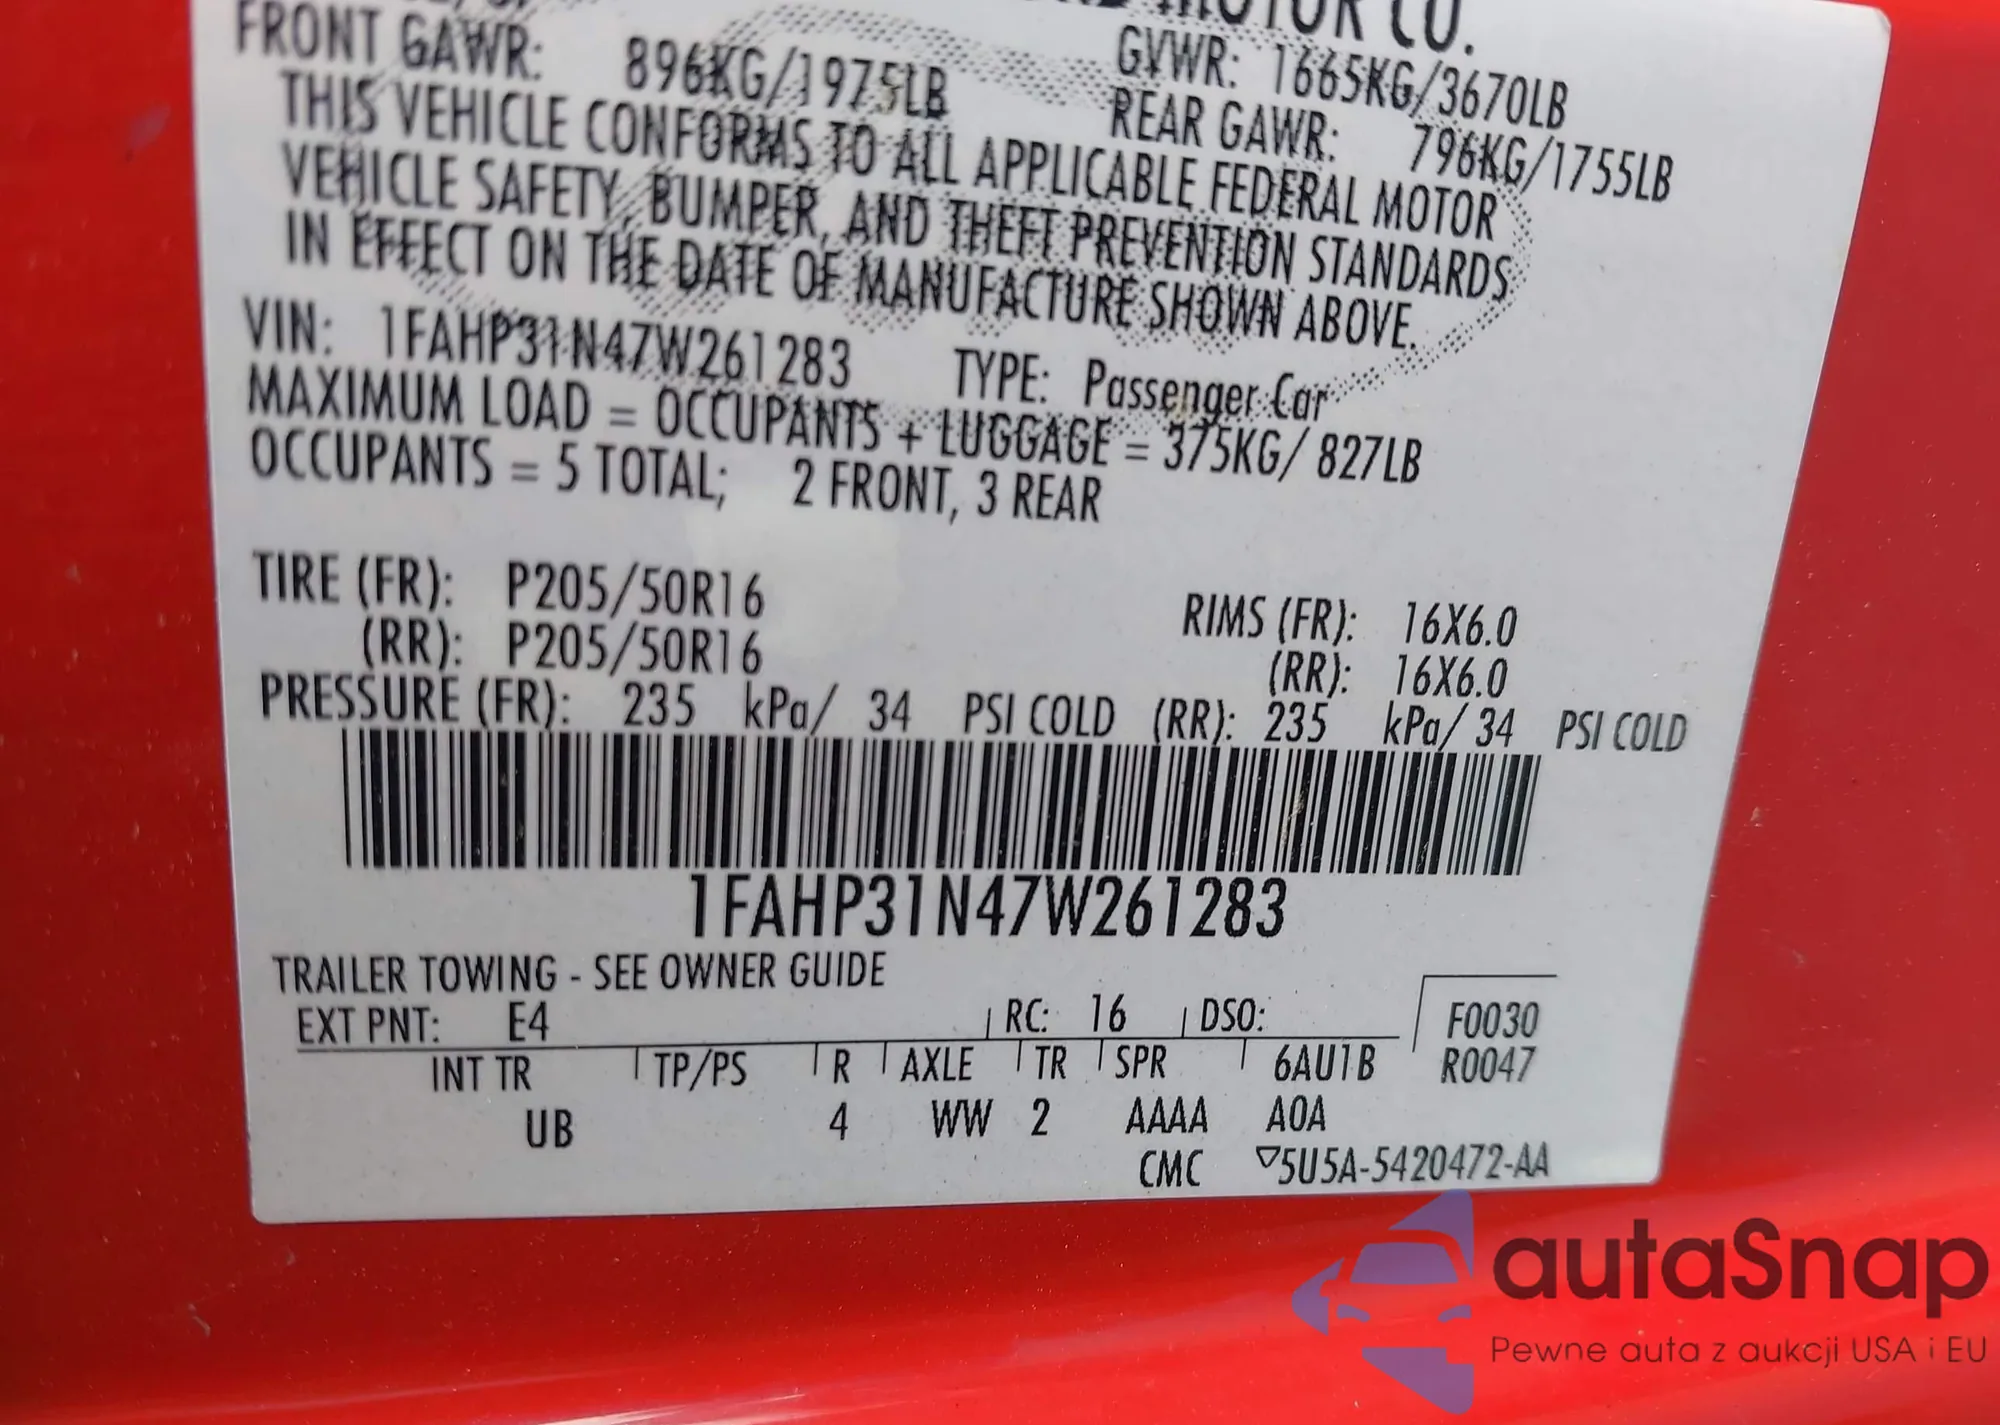 MOTOR CO.
FRONT GAWR: 896KG/1975LB
GVWR: 1665KG/3670LB
REAR GAWR: 796KG/1755LB
THIS VEHICLE CONFORMS TO ALL APPLICABLE FEDERAL MOTOR
VEHICLE SAFETY, BUMPER, AND THEFT PREVENTION STANDARDS
IN EFFECT ON THE DATE OF MANUFACTURE SHOWN ABOVE.
VIN: 1FAHP31N47W261283 TYPE: Passenger Car
MAXIMUM LOAD = OCCUPANTS + LUGGAGE = 375KG/ 827LB
OCCUPANTS = 5 TOTAL; 2 FRONT, 3 REAR
TIRE (FR): P205/50R16 RIMS (FR): 16X6.0
(RR): P205/50R16 (RR): 16X6.0
PRESSURE (FR): 235 kPa/ 34 PSI COLD (RR): 235 kPa/ 34 PSI COLD
1FAHP31N47W261283
TRAILER TOWING - SEE OWNER GUIDE
EXT PNT: E4 RC: 16 DSO: F0030
INT TR TP/PS R AXLE TR SPR 6AU1B R0047
UB 4 WW 2 AAAA A0A
CMC ▽5U5A-5420472-AA
autaSnap
Pewne auta z aukcji USA i EU